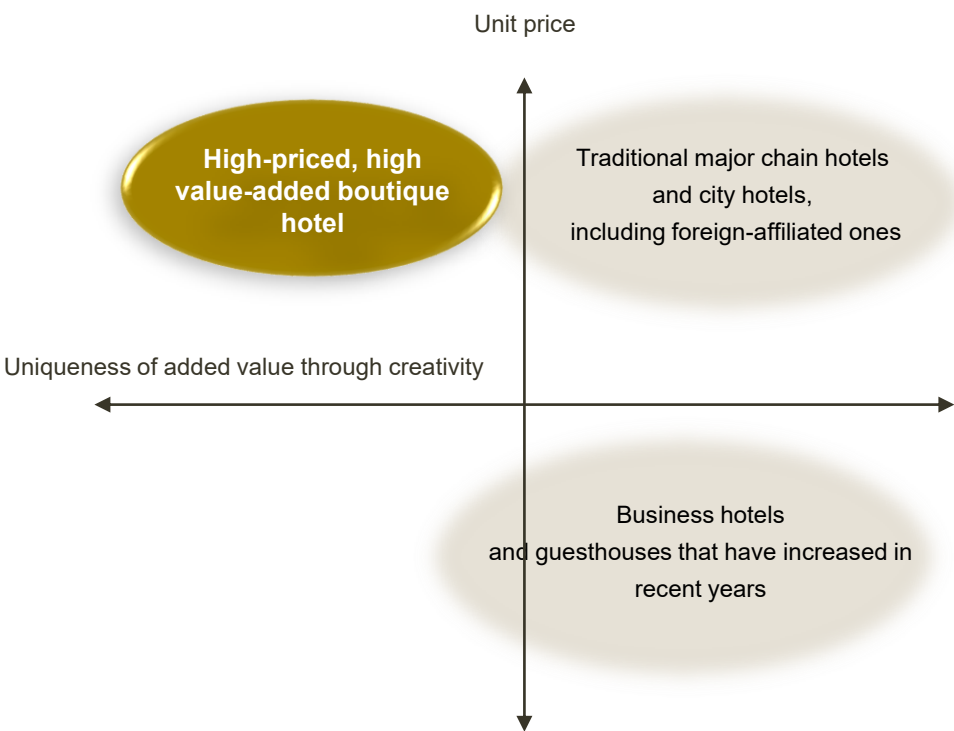 Unit price
High-priced, high
value-added boutique
hotel
Traditional major chain hotels
and city hotels,
including foreign-affiliated ones
Uniqueness of added value through creativity
Business hotels
and guesthouses that have increased in
recent years